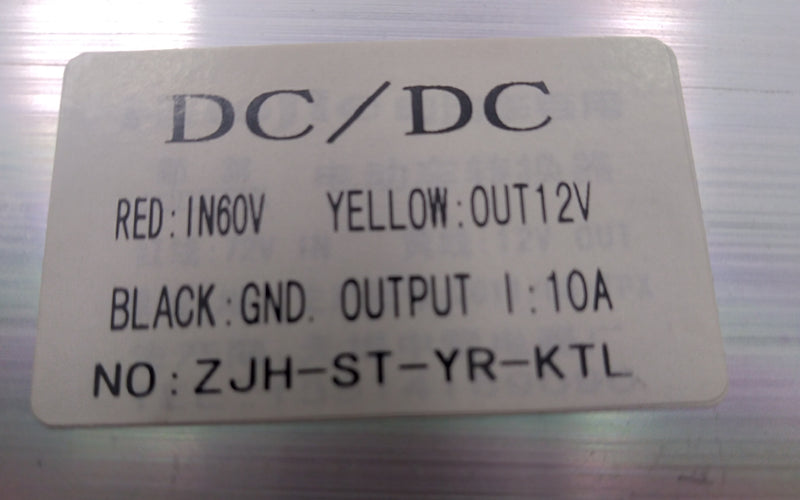 DC/DC
RED:IN60V YELLOW:OUT12V
BLACK:GND. OUTPUT I:10A
NO:ZJH-ST-YR-KTL